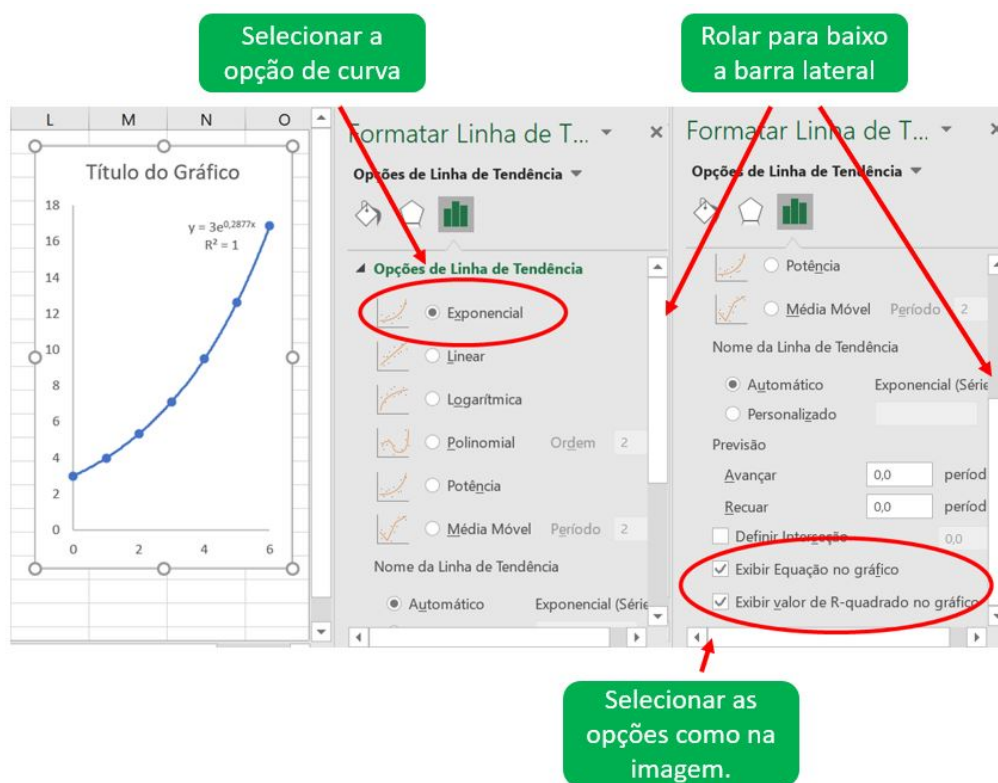 Selecionar a
opção de curva
Rolar para baixo
a barra lateral
L M N O
Título do Gráfico
18
16
14
12
10
8
6
4
2
0
0 2 4 6
y = 3e^0,2877x
R² = 1
Formatar Linha de T...
Opções de Linha de Tendência
Opções de Linha de Tendência
Exponencial
Linear
Logarítmica
Polinomial Ordem 2
Potência
Média Móvel Período 2
Nome da Linha de Tendência
Automático Exponencial (Série
Formatar Linha de T...
Opções de Linha de Tendência
Potência
Média Móvel Período 2
Nome da Linha de Tendência
Automático Exponencial (Série
Personalizado
Previsão
Avançar 0,0 períod
Recuar 0,0 períod
Definir Interseção 0,0
Exibir Equação no gráfico
Exibir valor de R-quadrado no gráfico
Selecionar as
opções como na
imagem.